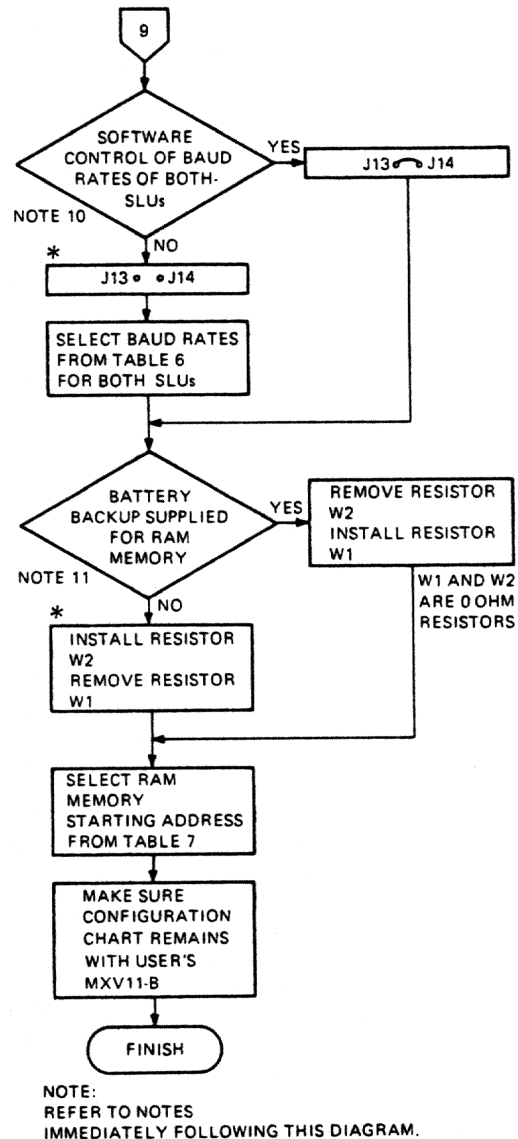 9
SOFTWARE
CONTROL OF BAUD
RATES OF BOTH-
SLUs
YES
J13 J14
NOTE 10
NO
*
J13 J14
SELECT BAUD RATES
FROM TABLE 6
FOR BOTH SLUs
BATTERY
BACKUP SUPPLIED
FOR RAM
MEMORY
YES
REMOVE RESISTOR
W2
INSTALL RESISTOR
W1
W1 AND W2
ARE 0 OHM
RESISTORS
NOTE 11
NO
*
INSTALL RESISTOR
W2
REMOVE RESISTOR
W1
SELECT RAM
MEMORY
STARTING ADDRESS
FROM TABLE 7
MAKE SURE
CONFIGURATION
CHART REMAINS
WITH USER'S
MXV11-B
FINISH
NOTE:
REFER TO NOTES
IMMEDIATELY FOLLOWING THIS DIAGRAM.